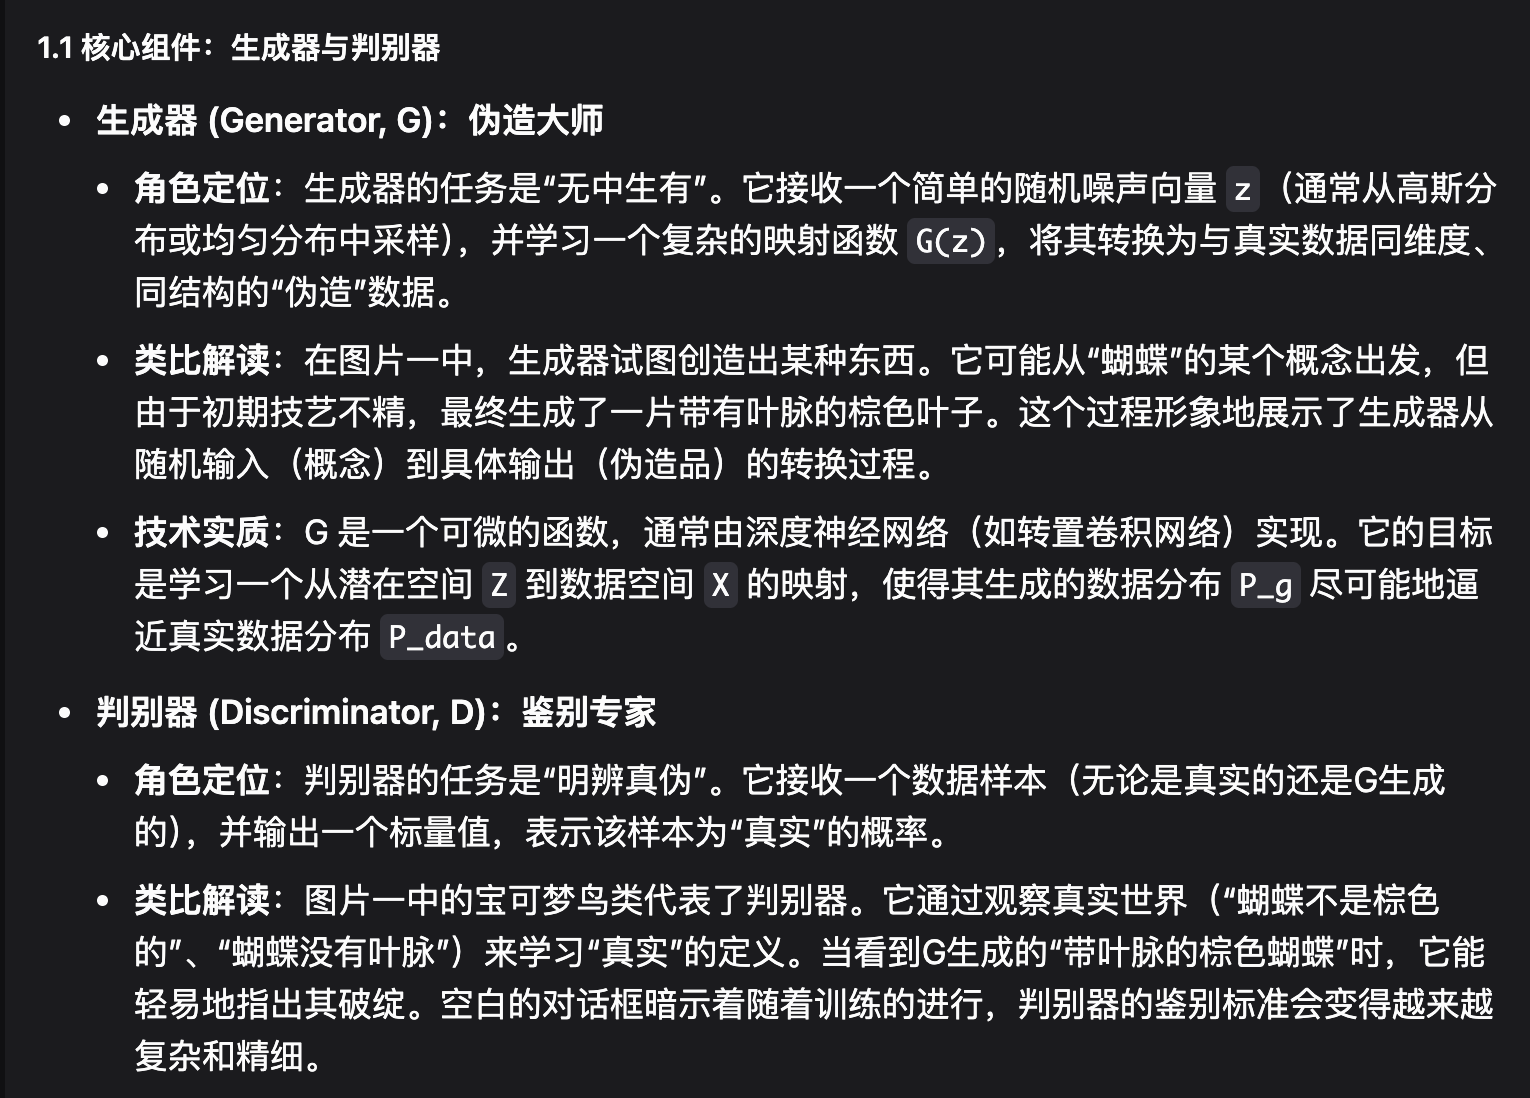 1.1 核心组件：生成器与判别器
• 生成器 (Generator, G)：伪造大师
• 角色定位：生成器的任务是“无中生有”。它接收一个简单的随机噪声向量 z（通常从高斯分
布或均匀分布中采样），并学习一个复杂的映射函数 G(z)，将其转换为与真实数据同维度、
同结构的“伪造”数据。
• 类比解读：在图片一中，生成器试图创造出某种东西。它可能从“蝴蝶”的某个概念出发，但
由于初期技艺不精，最终生成了一片带有叶脉的棕色叶子。这个过程形象地展示了生成器从
随机输入（概念）到具体输出（伪造品）的转换过程。
• 技术实质：G 是一个可微的函数，通常由深度神经网络（如转置卷积网络）实现。它的目标
是学习一个从潜在空间 Z 到数据空间 X 的映射，使得其生成的数据分布 P_g 尽可能地逼
近真实数据分布 P_data。
• 判别器 (Discriminator, D)：鉴别专家
• 角色定位：判别器的任务是“明辨真伪”。它接收一个数据样本（无论是真实的还是G生成
的），并输出一个标量值，表示该样本为“真实”的概率。
• 类比解读：图片一中的宝可梦鸟类代表了判别器。它通过观察真实世界（“蝴蝶不是棕色
的”、“蝴蝶没有叶脉”）来学习“真实”的定义。当看到G生成的“带叶脉的棕色蝴蝶”时，它能
轻易地指出其破绽。空白的对话框暗示着随着训练的进行，判别器的鉴别标准会变得越来越
复杂和精细。